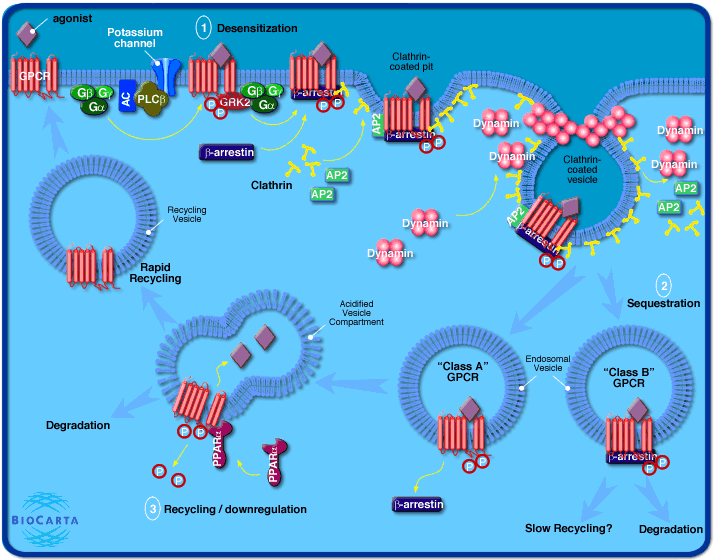 agonist
GPCR
Potassium
channel
1 Desensitization
Gβ
Gγ
Gα
AC
PLCβ
P
P
GRK2
Gβ
Gγ
Gα
β-arrestin
P
P
β-arrestin
Clathrin
AP2
AP2
Clathrin-
coated pit
AP2
β-arrestin
P
P
Dynamin
Dynamin
Dynamin
Dynamin
Clathrin-
coated
vesicle
AP2
β-arrestin
P
P
Dynamin
Dynamin
AP2
AP2
2
Sequestration
Recycling
Vesicle
Rapid
Recycling
Acidified
Vesicle
Compartment
"Class A"
GPCR
P
P
Endosomal
Vesicle
"Class B"
GPCR
β-arrestin
P
P
Degradation
P
P
PPARα
PPARα
P
P
β-arrestin
3 Recycling / downregulation
Slow Recycling?
Degradation
BIOCARTA